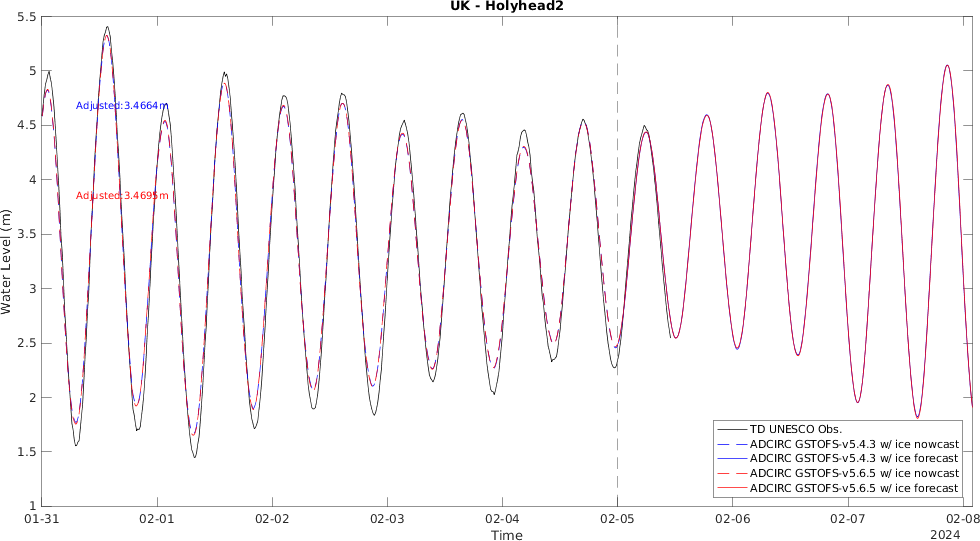 UK - Holyhead2
Water Level (m)
5.5
5
4.5
4
3.5
3
2.5
2
1.5
1
Adjusted:3.4664m
Adjusted:3.4695m
TD UNESCO Obs.
ADCIRC GSTOFS-v5.4.3 w/ ice nowcast
ADCIRC GSTOFS-v5.4.3 w/ ice forecast
ADCIRC GSTOFS-v5.6.5 w/ ice nowcast
ADCIRC GSTOFS-v5.6.5 w/ ice forecast
01-31 02-01 02-02 02-03 02-04 02-05 02-06 02-07 02-08
Time
2024